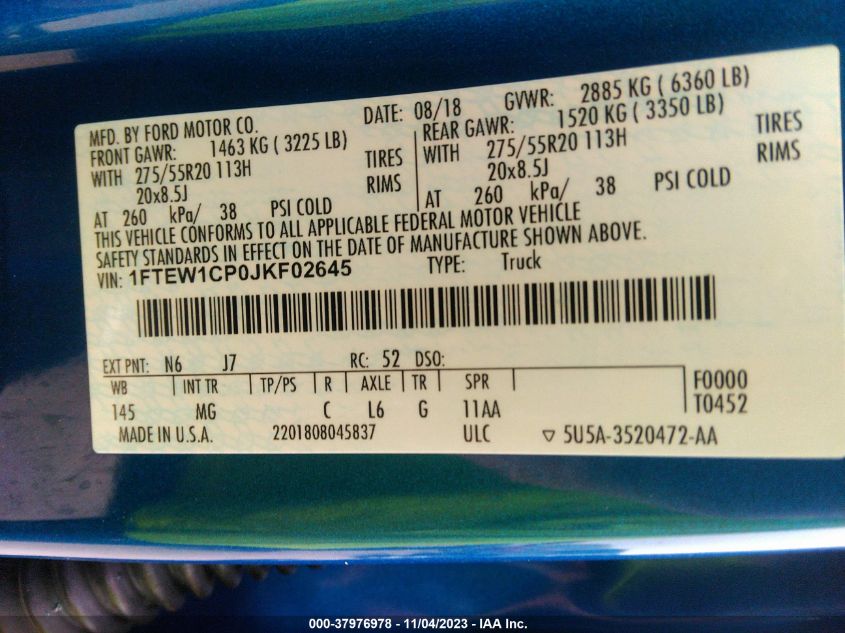 MFD. BY FORD MOTOR CO. DATE: 08/18 GVWR: 2885 KG ( 6360 LB)
FRONT GAWR: 1463 KG ( 3225 LB) REAR GAWR: 1520 KG ( 3350 LB)
WITH 275/55R20 113H TIRES WITH 275/55R20 113H TIRES
20x8.5J RIMS 20x8.5J RIMS
AT 260 kPa/ 38 PSI COLD AT 260 kPa/ 38 PSI COLD
THIS VEHICLE CONFORMS TO ALL APPLICABLE FEDERAL MOTOR VEHICLE
SAFETY STANDARDS IN EFFECT ON THE DATE OF MANUFACTURE SHOWN ABOVE.
VIN: 1FTEW1CP0JKF02645 TYPE: Truck
EXT PNT: N6 J7 RC: 52 DSO:
WB INT TR TP/PS R AXLE TR SPR F0000
145 MG C L6 G 11AA T0452
MADE IN U.S.A. 2201808045837 ULC ▽ 5U5A-3520472-AA
000-37976978 - 11/04/2023 - IAA Inc.